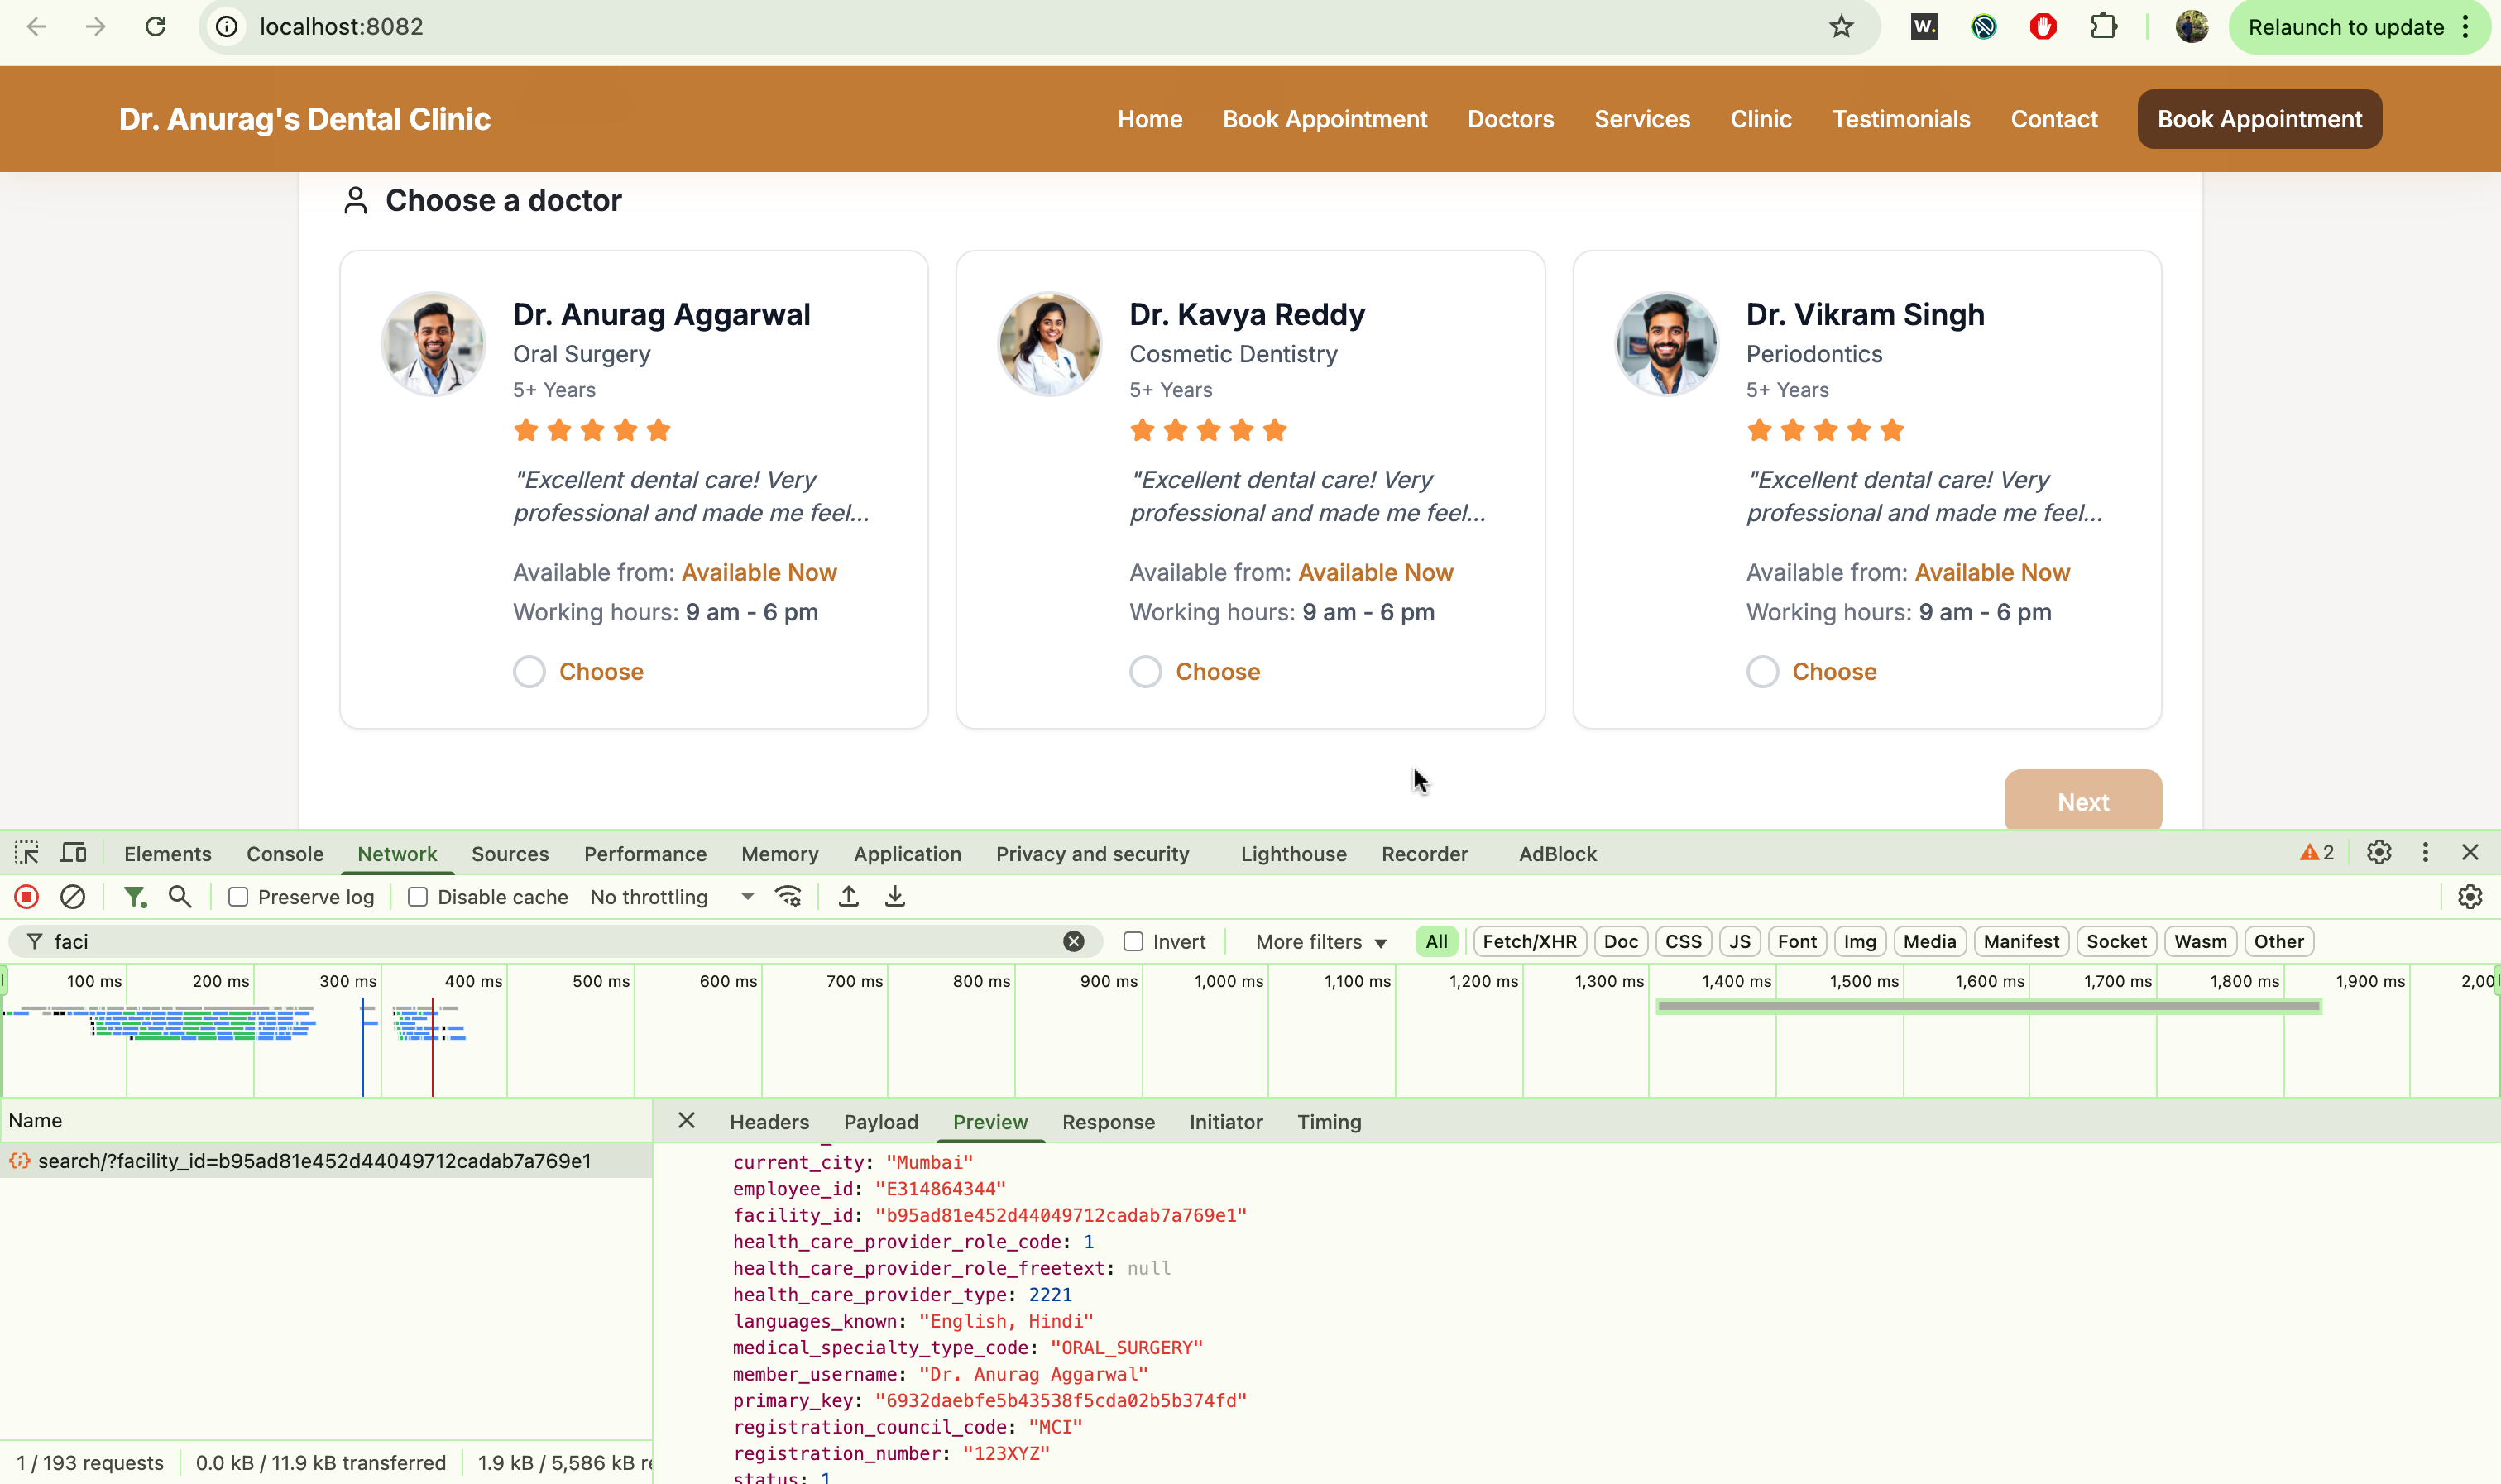 localhost:8082
W.
Relaunch to update
Dr. Anurag's Dental Clinic
Home
Book Appointment
Doctors
Services
Clinic
Testimonials
Contact
Book Appointment
Choose a doctor
Dr. Anurag Aggarwal
Oral Surgery
5+ Years
"Excellent dental care! Very
professional and made me feel...
Available from: Available Now
Working hours: 9 am - 6 pm
Choose
Dr. Kavya Reddy
Cosmetic Dentistry
5+ Years
"Excellent dental care! Very
professional and made me feel...
Available from: Available Now
Working hours: 9 am - 6 pm
Choose
Dr. Vikram Singh
Periodontics
5+ Years
"Excellent dental care! Very
professional and made me feel...
Available from: Available Now
Working hours: 9 am - 6 pm
Choose
Next
Elements
Console
Network
Sources
Performance
Memory
Application
Privacy and security
Lighthouse
Recorder
AdBlock
2
Preserve log
Disable cache
No throttling
faci
Invert
More filters
All
Fetch/XHR
Doc
CSS
JS
Font
Img
Media
Manifest
Socket
Wasm
Other
100 ms
200 ms
300 ms
400 ms
500 ms
600 ms
700 ms
800 ms
900 ms
1,000 ms
1,100 ms
1,200 ms
1,300 ms
1,400 ms
1,500 ms
1,600 ms
1,700 ms
1,800 ms
1,900 ms
2,00
Name
Headers
Payload
Preview
Response
Initiator
Timing
search/?facility_id=b95ad81e452d44049712cadab7a769e1
current_city: "Mumbai"
employee_id: "E314864344"
facility_id: "b95ad81e452d44049712cadab7a769e1"
health_care_provider_role_code: 1
health_care_provider_role_freetext: null
health_care_provider_type: 2221
languages_known: "English, Hindi"
medical_specialty_type_code: "ORAL_SURGERY"
member_username: "Dr. Anurag Aggarwal"
primary_key: "6932daebfe5b43538f5cda02b5b374fd"
registration_council_code: "MCI"
registration_number: "123XYZ"
status: 1
1 / 193 requests
0.0 kB / 11.9 kB transferred
1.9 kB / 5,586 kB